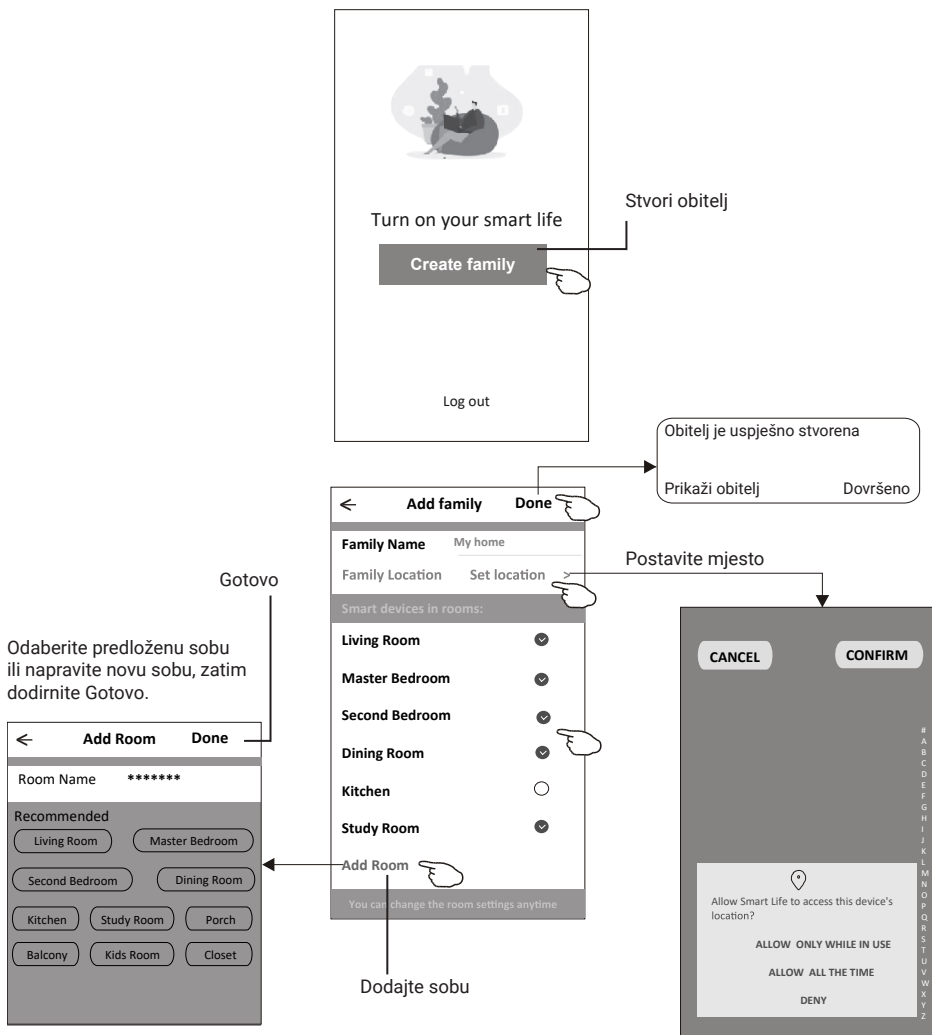 Turn on your smart life
Create family
Log out
Stvori obitelj
Obitelj je uspješno stvorena
Prikaži obitelj Dovršeno
Add family Done
Family Name My home
Family Location Set location >
Smart devices in rooms:
Living Room
Master Bedroom
Second Bedroom
Dining Room
Kitchen
Study Room
Add Room
You can change the room settings anytime
Dodajte sobu
Postavite mjesto
Gotovo
Odaberite predloženu sobu
ili napravite novu sobu, zatim
dodirnite Gotovo.
Add Room Done
Room Name *******
Recommended
Living Room Master Bedroom
Second Bedroom Dining Room
Kitchen Study Room Porch
Balcony Kids Room Closet
CANCEL CONFIRM
#
A
B
C
D
E
F
G
H
I
J
K
L
M
N
O
P
Q
R
S
T
U
V
W
X
Y
Z
Allow Smart Life to access this device's
location?
ALLOW ONLY WHILE IN USE
ALLOW ALL THE TIME
DENY